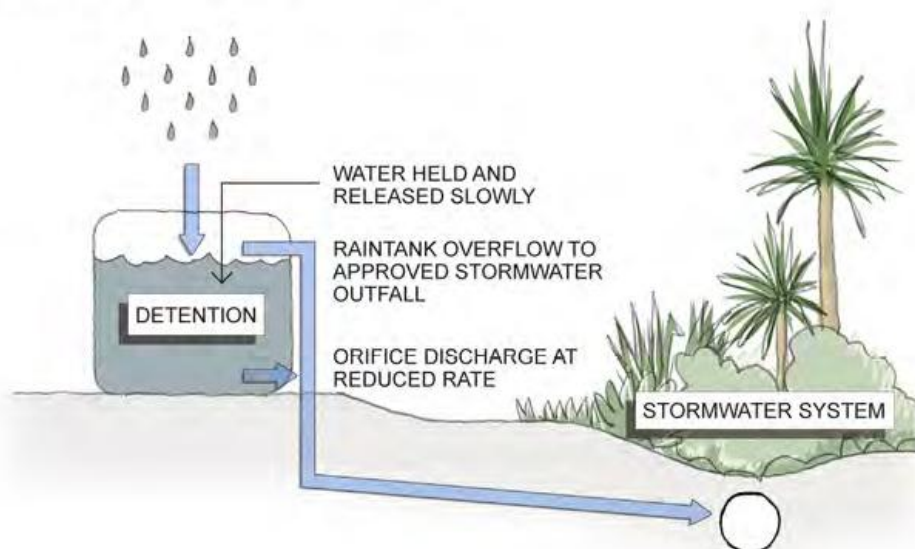 WATER HELD AND
RELEASED SLOWLY
RAINTANK OVERFLOW TO
APPROVED STORMWATER
OUTFALL
DETENTION
ORIFICE DISCHARGE AT
REDUCED RATE
STORMWATER SYSTEM